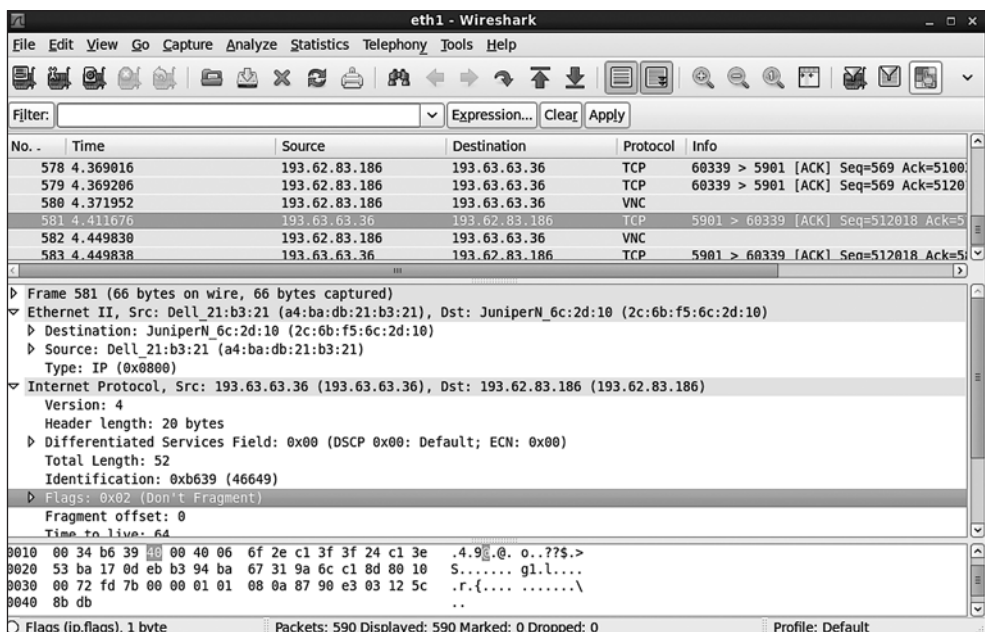 eth1 - Wireshark
File Edit View Go Capture Analyze Statistics Telephony Tools Help
Filter: Expression... Clear Apply
No. . Time Source Destination Protocol Info
578 4.369016 193.62.83.186 193.63.63.36 TCP 60339 > 5901 [ACK] Seq=569 Ack=5100
579 4.369206 193.62.83.186 193.63.63.36 TCP 60339 > 5901 [ACK] Seq=569 Ack=5120
580 4.371952 193.62.83.186 193.63.63.36 VNC
581 4.411676 193.63.63.36 193.62.83.186 TCP 5901 > 60339 [ACK] Seq=512018 Ack=5
582 4.449830 193.62.83.186 193.63.63.36 VNC
583 4.449838 193.63.63.36 193.62.83.186 TCP 5901 > 60339 [ACK] Seq=512018 Ack=5
Frame 581 (66 bytes on wire, 66 bytes captured)
Ethernet II, Src: Dell_21:b3:21 (a4:ba:db:21:b3:21), Dst: JuniperN_6c:2d:10 (2c:6b:f5:6c:2d:10)
Destination: JuniperN_6c:2d:10 (2c:6b:f5:6c:2d:10)
Source: Dell_21:b3:21 (a4:ba:db:21:b3:21)
Type: IP (0x0800)
Internet Protocol, Src: 193.63.63.36 (193.63.63.36), Dst: 193.62.83.186 (193.62.83.186)
Version: 4
Header length: 20 bytes
Differentiated Services Field: 0x00 (DSCP 0x00: Default; ECN: 0x00)
Total Length: 52
Identification: 0xb639 (46649)
Flags: 0x02 (Don't Fragment)
Fragment offset: 0
Time to live: 64
0010 00 34 b6 39 40 00 40 06 6f 2e c1 3f 3f 24 c1 3e .4.9@.@. o..??$.>
0020 53 ba 17 0d eb b3 94 ba 67 31 9a 6c c1 8d 80 10 S....... g1.l....
0030 00 72 fd 7b 00 00 01 01 08 0a 87 90 e3 03 12 5c .r.{.... .......\
0040 8b db ..
Flags (ip.flags), 1 byte Packets: 590 Displayed: 590 Marked: 0 Dropped: 0 Profile: Default